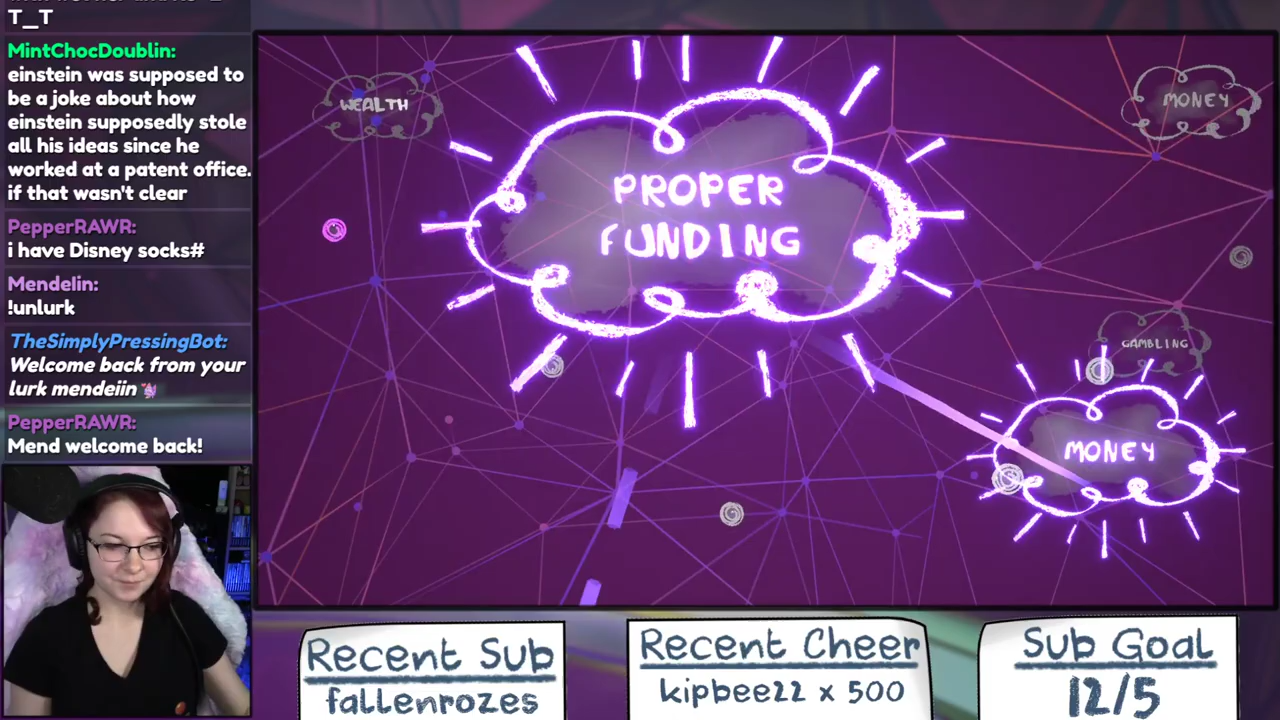 T_T
MintChocDoublin:
einstein was supposed to
be a joke about how
einstein supposedly stole
all his ideas since he
worked at a patent office.
if that wasn't clear
PepperRAWR:
i have Disney socks#
Mendelin:
!unlurk
TheSimplyPressingBot:
Welcome back from your
lurk mendeiin
PepperRAWR:
Mend welcome back!
WEALTH
MONEY
PROPER
FUNDING
GAMBLING
MONEY
Recent Sub
fallenrozes
Recent Cheer
kipbee22 x 500
Sub Goal
12/5